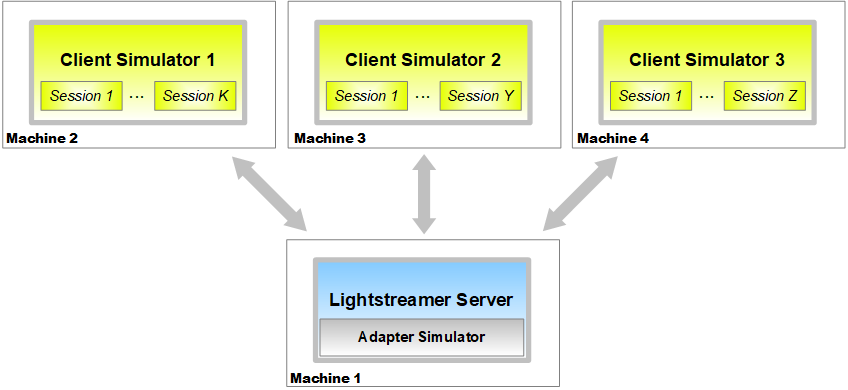 Client Simulator 1
Session 1 ... Session K
Machine 2
Client Simulator 2
Session 1 ... Session Y
Machine 3
Client Simulator 3
Session 1 ... Session Z
Machine 4
Lightstreamer Server
Adapter Simulator
Machine 1